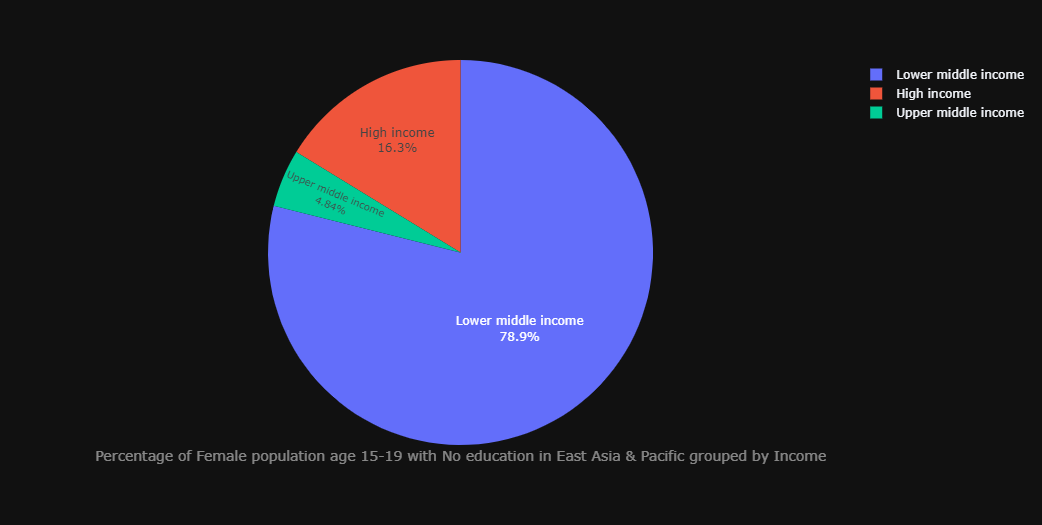 Lower middle income
High income
Upper middle income
High income
16.3%
Upper middle income
4.84%
Lower middle income
78.9%
Percentage of Female population age 15-19 with No education in East Asia & Pacific grouped by Income